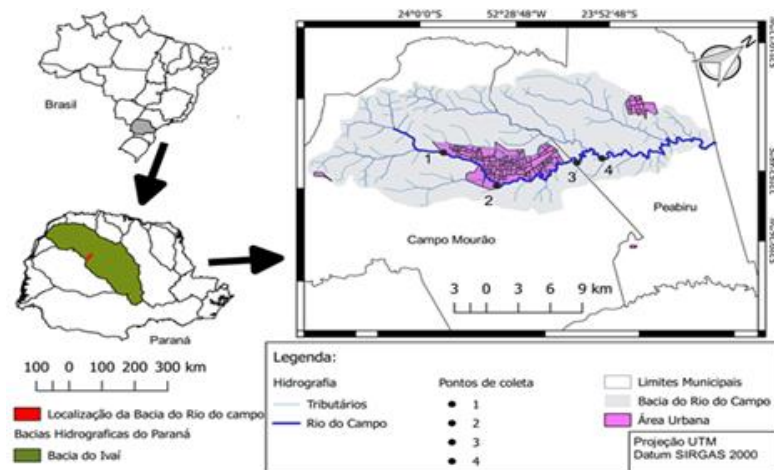 Brasil
24°0'0"S 52°28'48"W 23°52'48"S
1
2
3
4
Peabiru
Campo Mourão
3 0 3 6 9 km
Paraná
100 0 100 200 300 km
Localização da Bacia do Rio do campo
Bacias Hidrograficas do Paraná
Bacia do Ivaí
Legenda:
Hidrografia
Tributários
Rio do Campo
Pontos de coleta
1
2
3
4
Limites Municipais
Bacia do Rio do Campo
Área Urbana
Projeção UTM
Datum SIRGAS 2000